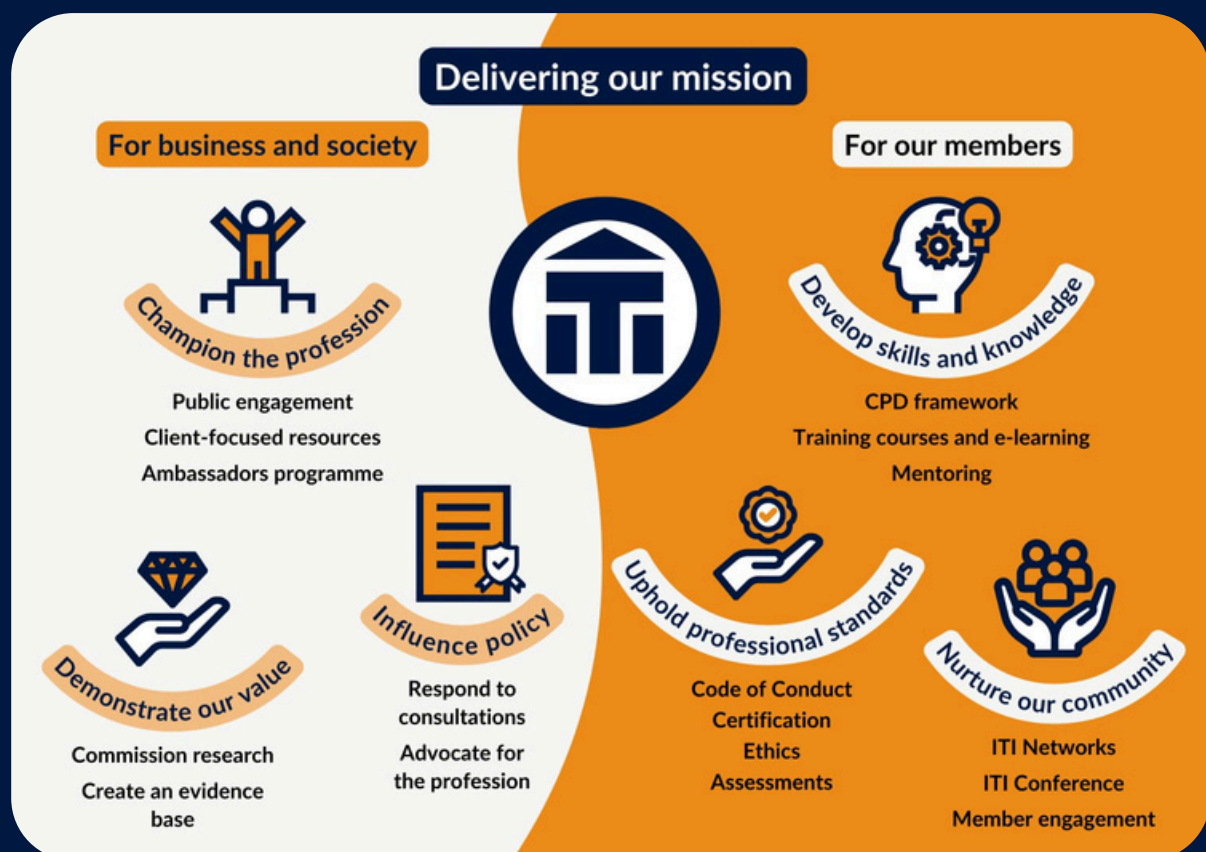 Delivering our mission
For business and society
Champion the profession
Public engagement
Client-focused resources
Ambassadors programme
Demonstrate our value
Commission research
Create an evidence
base
Influence policy
Respond to
consultations
Advocate for
the profession
ITI
For our members
Develop skills and knowledge
CPD framework
Training courses and e-learning
Mentoring
Uphold professional standards
Code of Conduct
Certification
Ethics
Assessments
Nurture our community
ITI Networks
ITI Conference
Member engagement